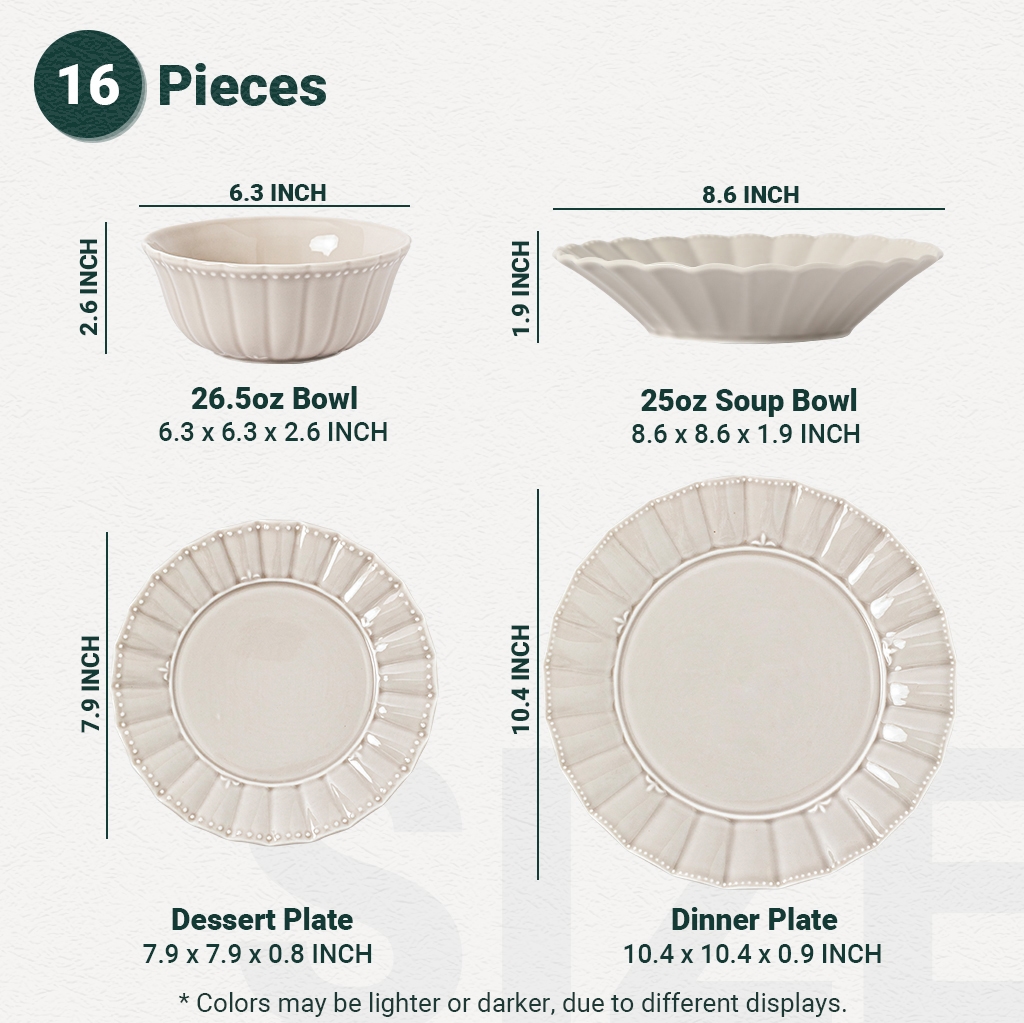 16 Pieces
6.3 INCH
8.6 INCH
2.6 INCH
1.9 INCH
26.5oz Bowl
6.3 x 6.3 x 2.6 INCH
25oz Soup Bowl
8.6 x 8.6 x 1.9 INCH
7.9 INCH
10.4 INCH
Dessert Plate
7.9 x 7.9 x 0.8 INCH
Dinner Plate
10.4 x 10.4 x 0.9 INCH
SIZE
* Colors may be lighter or darker, due to different displays.